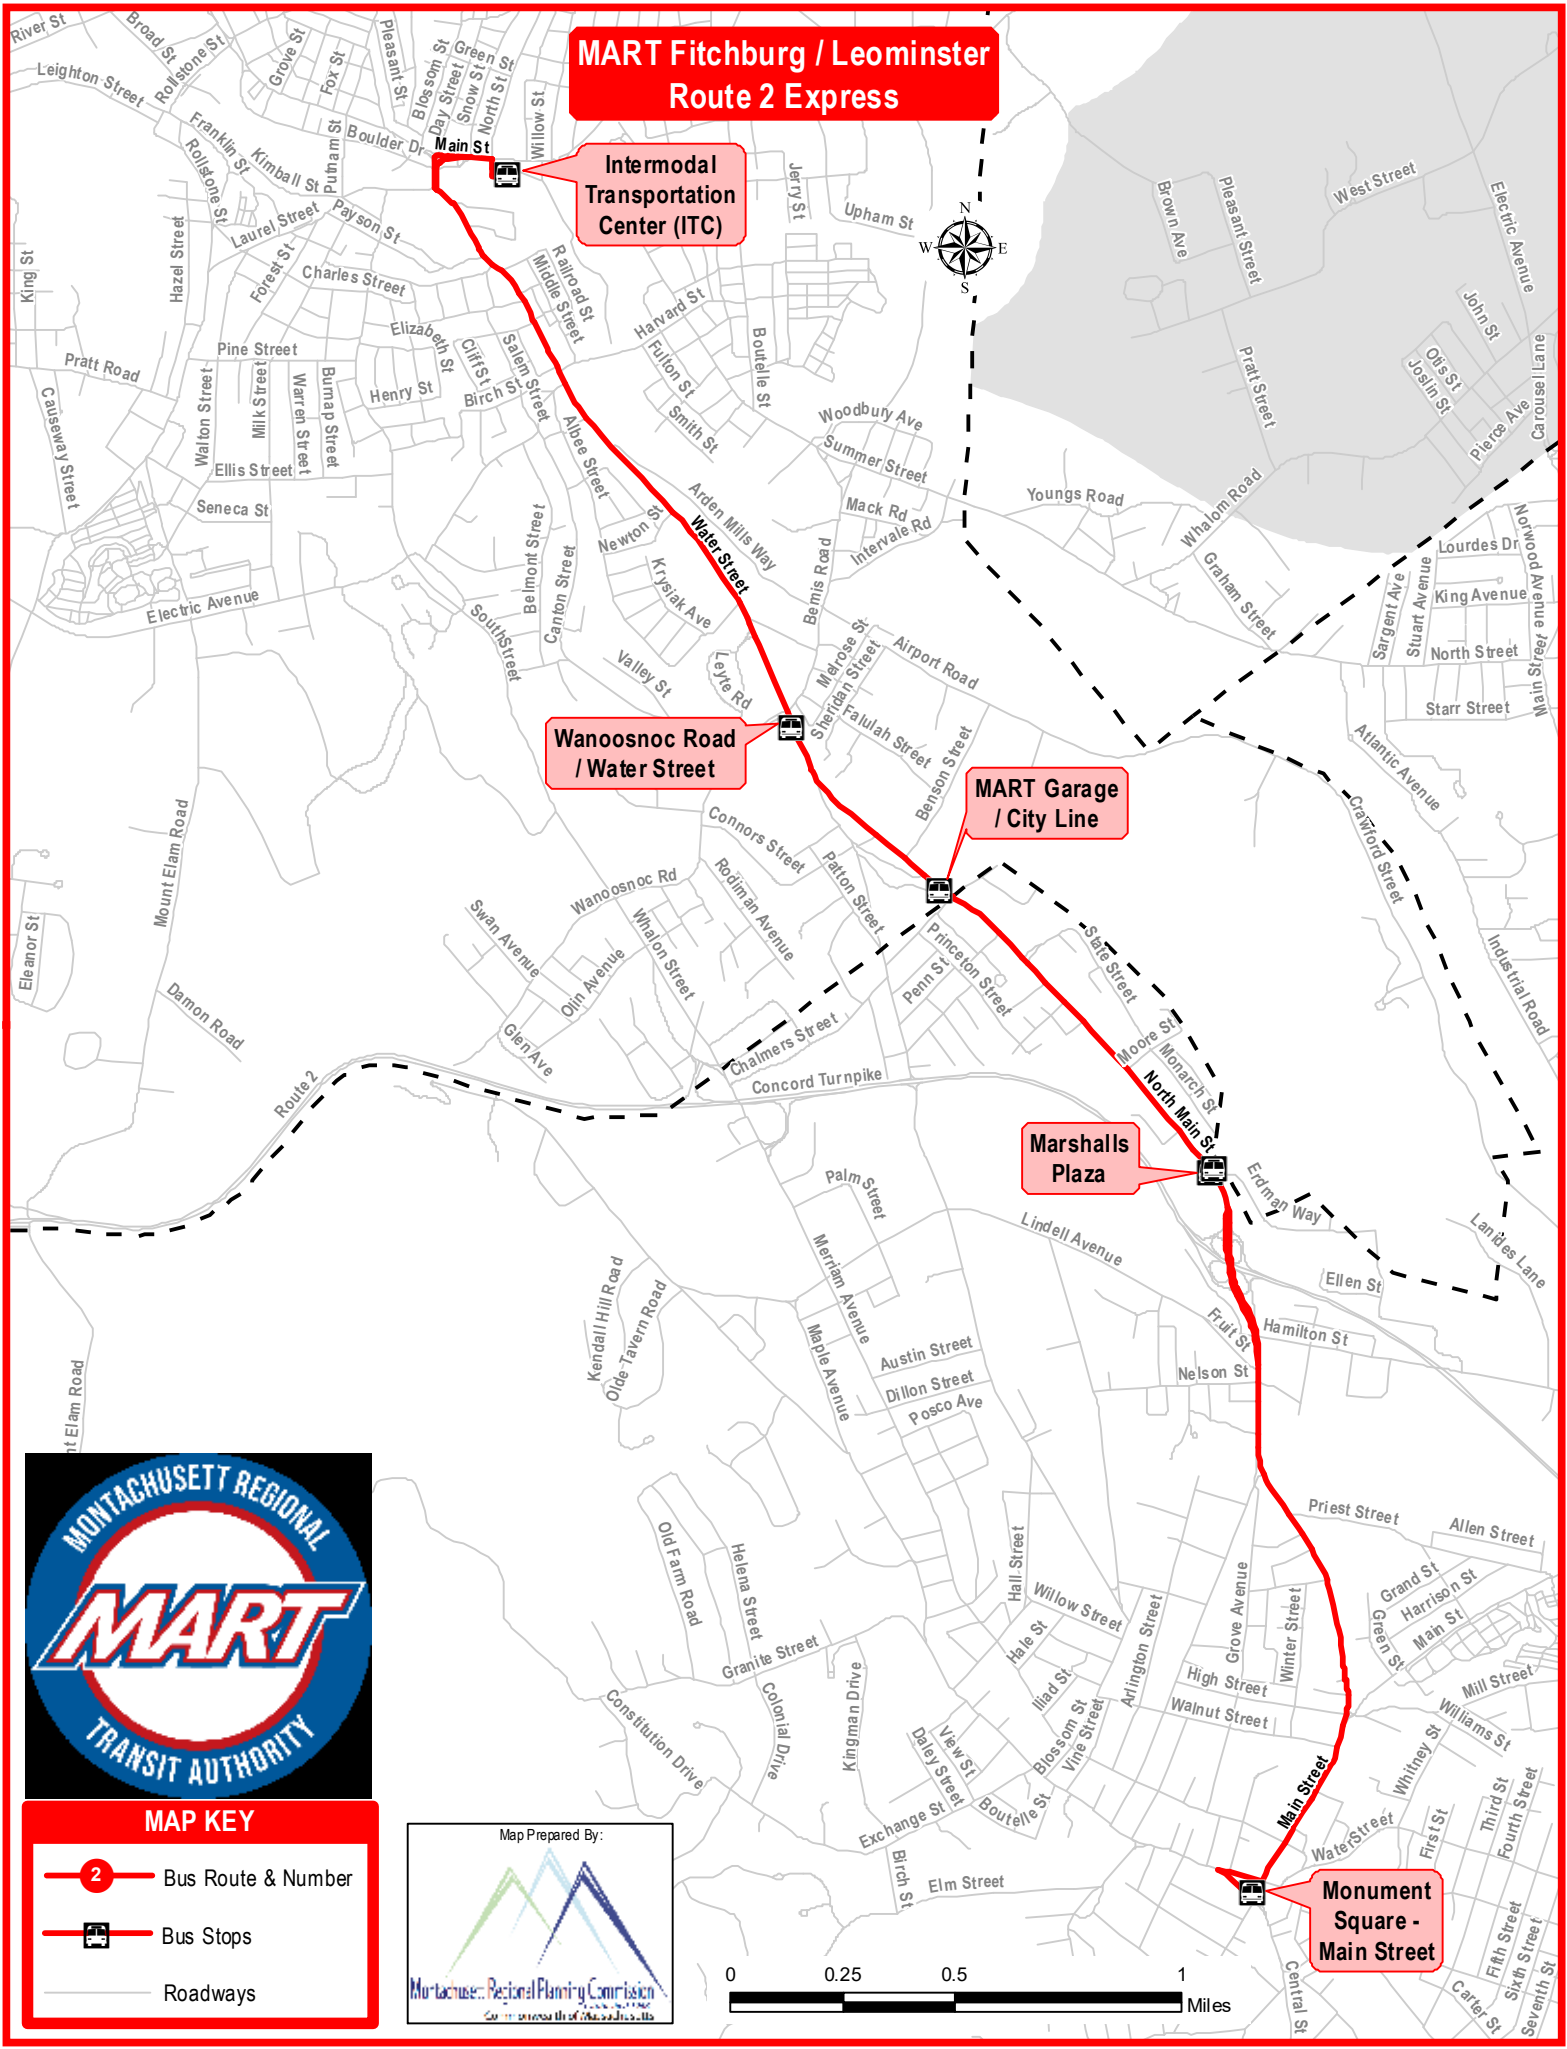 MART Fitchburg / Leominster
Route 2 Express
River St
Broad St
Rollstone St
Leighton Street
Grove St
Fox St
Pleasant St
Blossom St
Day Street
Green St
Snow St
North St
Willow St
Franklin St
Kimball St
Putnam St
Boulder Dr
Main St
Rollstone St
Laurel Street
Payson St
Forest St
Hazel Street
King St
Charles Street
Intermodal
Transportation
Center (ITC)
Jerry St
Upham St
N
W
E
S
Brown Ave
Pleasant Street
West Street
Electric Avenue
Railroad St
Middle Street
Harvard St
Boutelle St
Fulton St
Smith St
Elizabeth St
Cliff St
Salem Street
Birch St
Henry St
Pine Street
Pratt Road
Causeway Street
Walton Street
Milk Street
Warren Street
Burnap Street
Ellis Street
Seneca St
Albee Street
Woodbury Ave
Summer Street
Mack Rd
Intervale Rd
Pratt Street
John St
Otis St
Joslin St
Pierce Ave
Carousel Lane
Youngs Road
Whalom Road
Graham Street
Norwood Avenue
Lourdes Dr
King Avenue
Sargent Ave
Stuart Avenue
North Street
Main Street
Starr Street
Arden Mills Way
Water Street
Newton St
Krysiak Ave
Belmont Street
Canton Street
South Street
Electric Avenue
Bemis Road
Melrose St
Sheridan Street
Airport Road
Falulah Street
Benson Street
Valley St
Leyte Rd
Wanoosnoc Road
/ Water Street
MART Garage
/ City Line
Atlantic Avenue
Crawford Street
Industrial Road
Mount Elam Road
Eleanor St
Damon Road
Connors Street
Patton Street
Rodiman Avenue
Wanoosnoc Rd
Whalon Street
Swan Avenue
Olin Avenue
Glen Ave
Princeton Street
Penn St
State Street
Chalmers Street
Moore St
Monarch St
North Main St
Concord Turnpike
Route 2
Marshalls
Plaza
Erdman Way
Lanides Lane
Palm Street
Merriam Avenue
Lindell Avenue
Ellen St
Fruit St
Hamilton St
Nelson St
Kendall Hill Road
Olde Tavern Road
Maple Avenue
Austin Street
Dillon Street
Posco Ave
nt Elam Road
MONTACHUSETT REGIONAL
MART
TRANSIT AUTHORITY
Old Farm Road
Helena Street
Granite Street
Constitution Drive
Colonial Drive
Kingman Drive
Hall Street
Willow Street
Hale St
Iliad St
Blossom St
Vine Street
Arlington Street
Grove Avenue
Winter Street
High Street
Walnut Street
Priest Street
Allen Street
Grand St
Harrison St
Main St
Green St
Mill Street
Williams St
Whitney St
Third St
Fourth Street
First St
Water Street
Main Street
View St
Daley Street
Boutelle St
Exchange St
Birch St
Elm Street
Monument
Square -
Main Street
Fifth Street
Sixth Street
Seventh St
Carter St
Central St
MAP KEY
2
Bus Route & Number
Bus Stops
Roadways
Map Prepared By:
Montachusett Regional Planning Commission
Commonwealth of Massachusetts
0
0.25
0.5
1
Miles